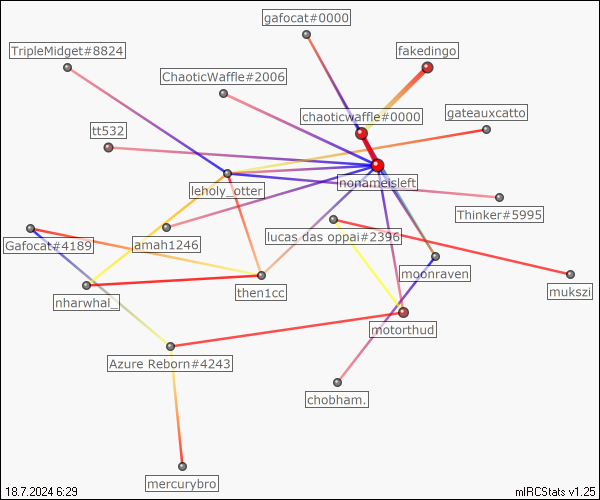 gafocat#0000
TripleMidget#8824
fakedingo
ChaoticWaffle#2006
chaoticwaffle#0000
gateauxcatto
tt532
leholy_otter
nonameisleft
Thinker#5995
Gafocat#4189
amah1246
lucas das oppai#2396
moonraven
nharwhal_
then1cc
mukszi
motorthud
Azure Reborn#4243
chobham.
mercurybro
18.7.2024 6:29
mIRCStats v1.25